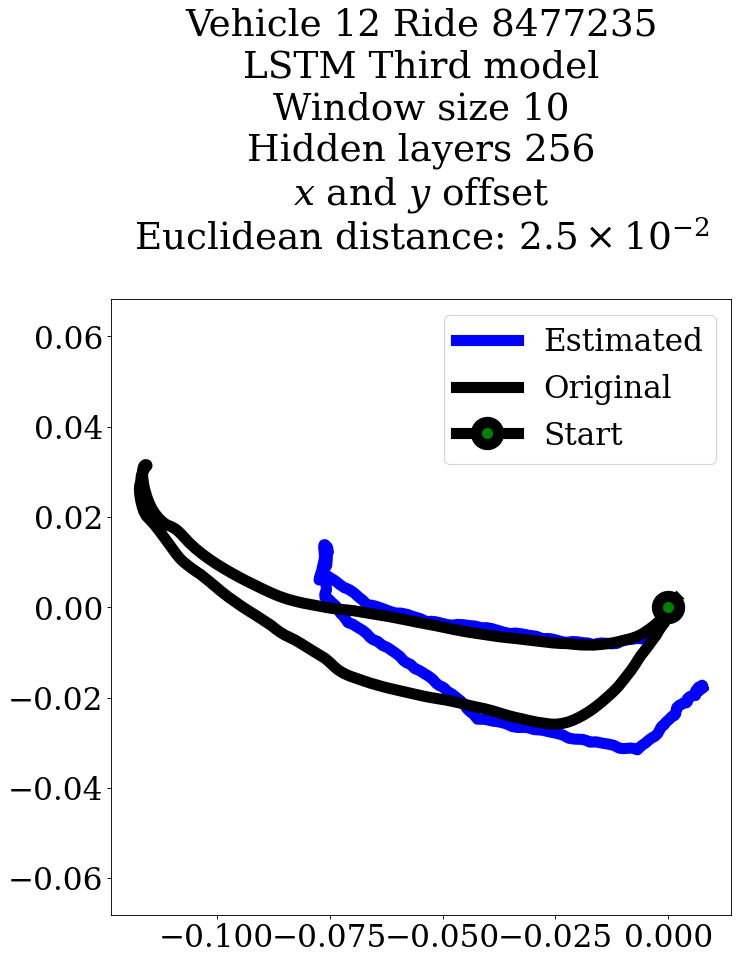 Vehicle 12 Ride 8477235
LSTM Third model
Window size 10
Hidden layers 256
x and y offset
Euclidean distance: 2.5 × 10⁻²
Estimated
Original
Start
0.06
0.04
0.02
0.00
−0.02
−0.04
−0.06
−0.100 −0.075 −0.050 −0.025 0.000